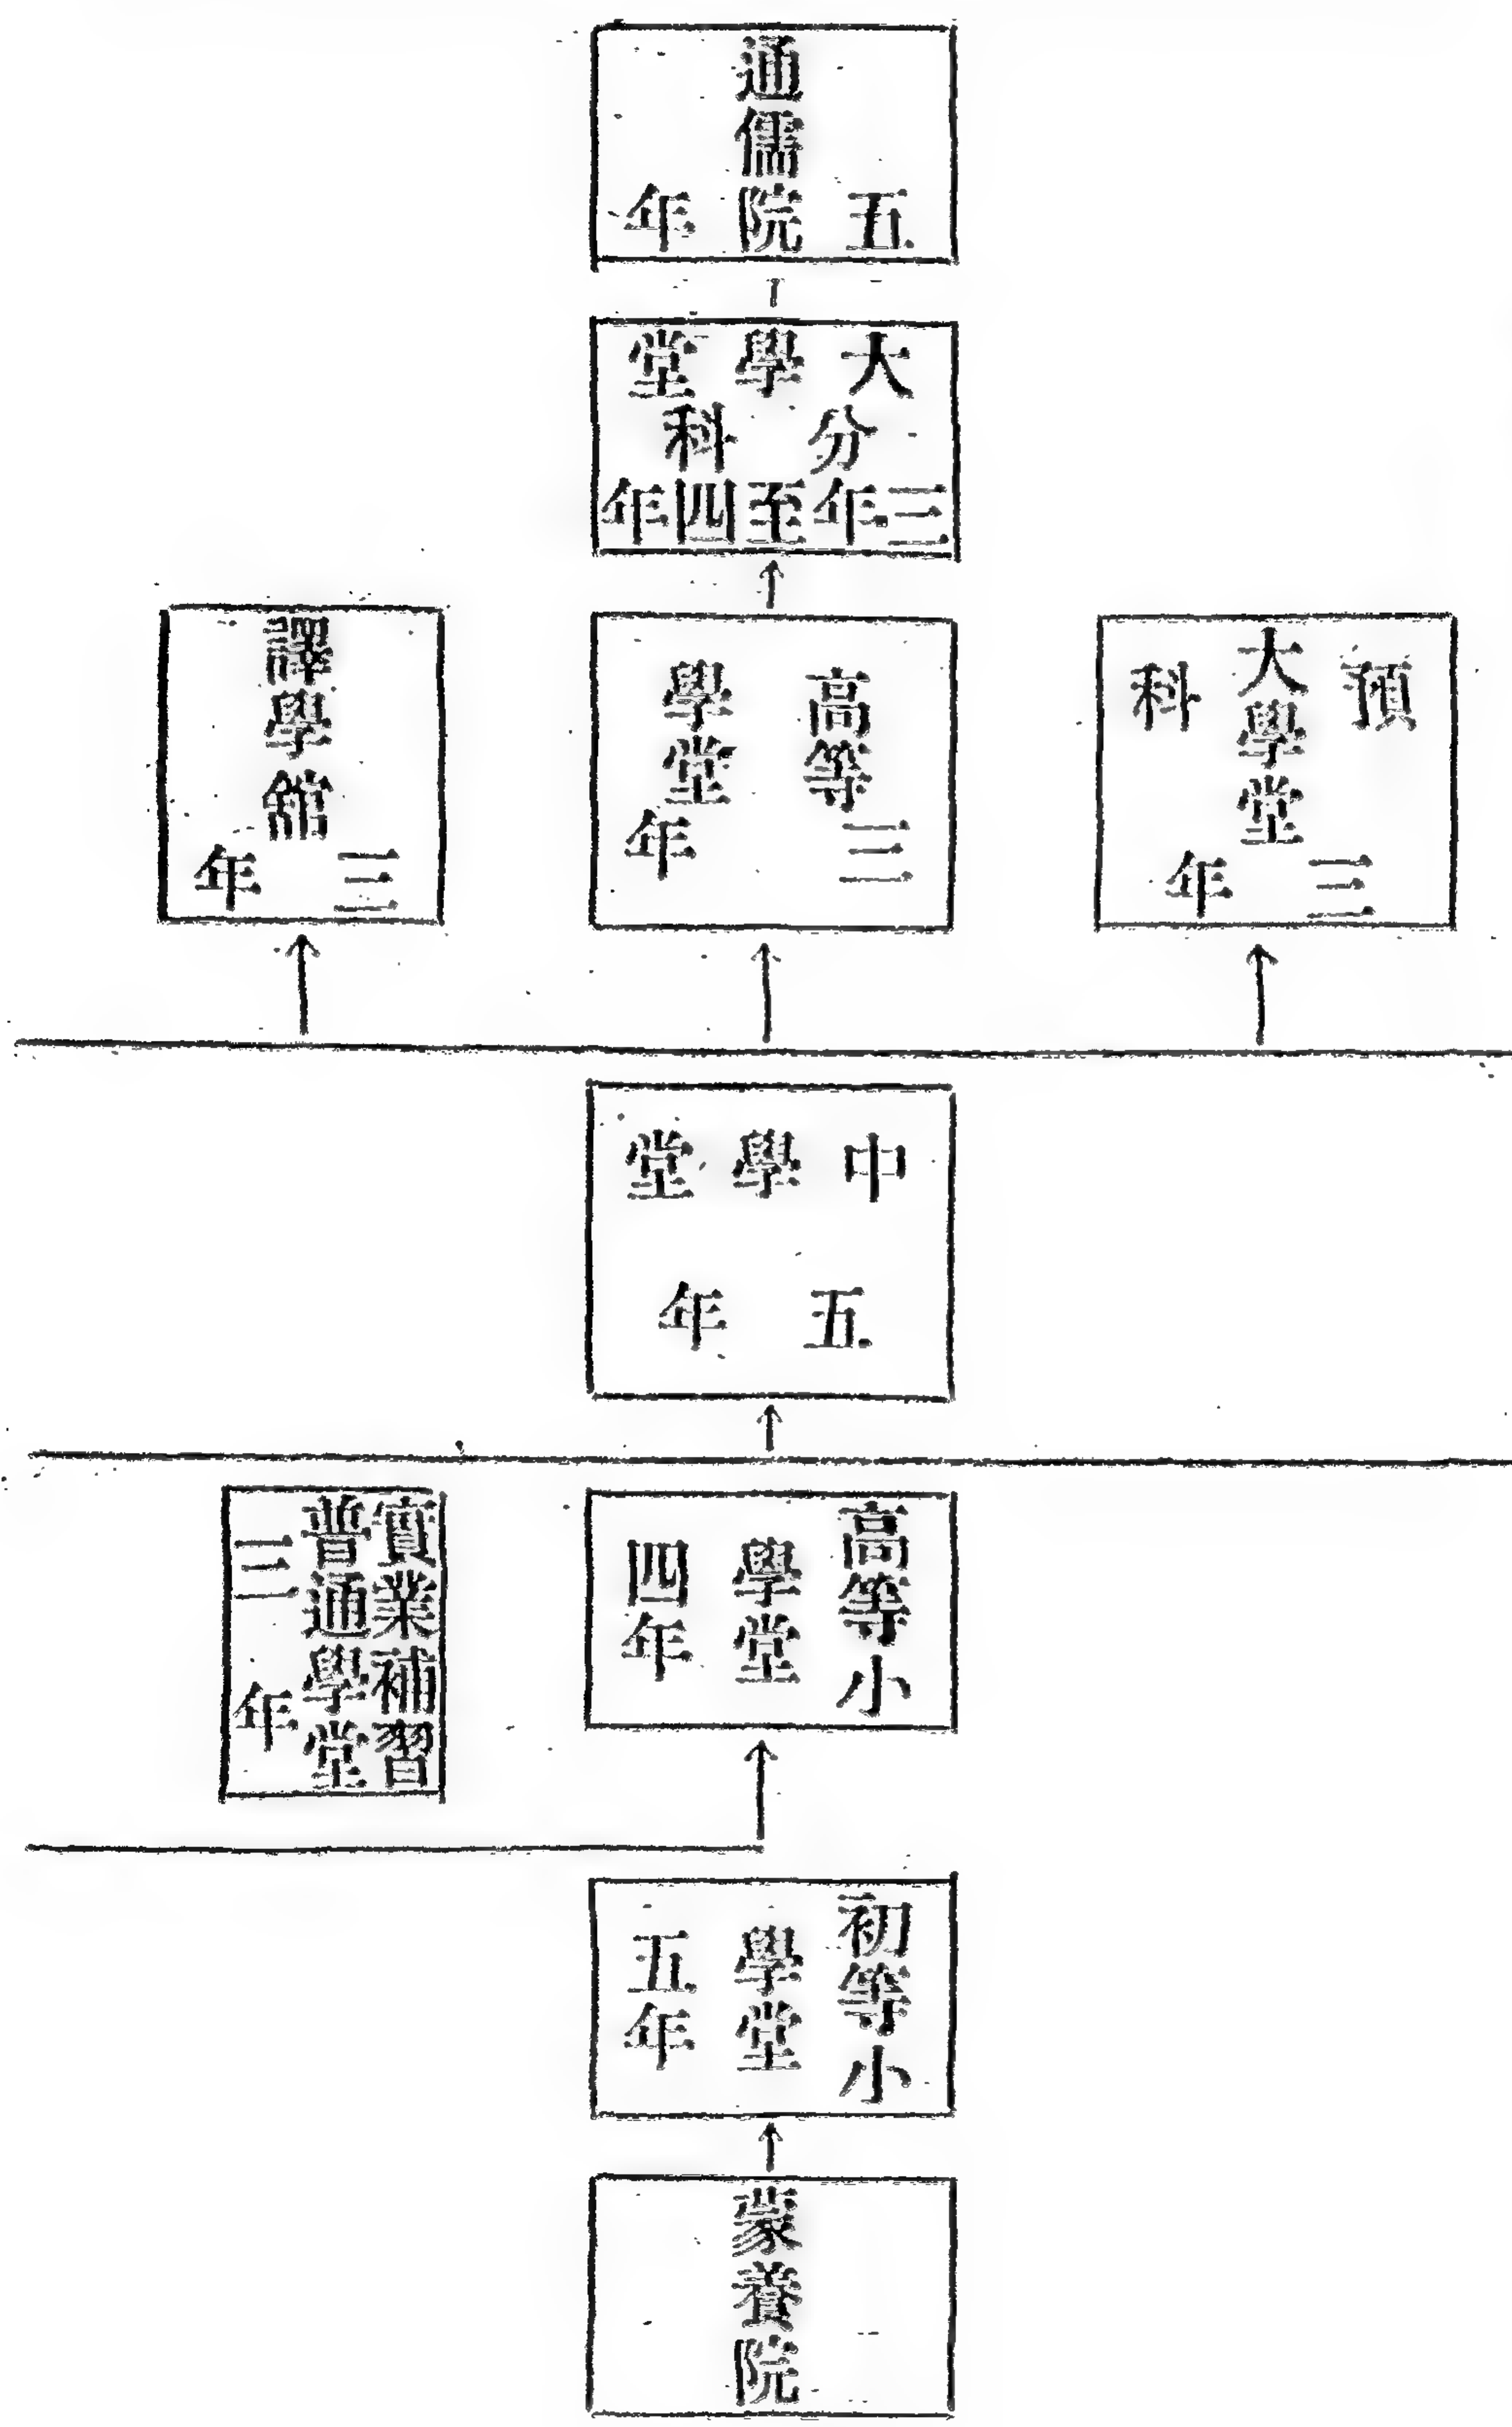 通儒院
五年
大學堂
分科
三年至四年
預科
大學堂
三年
高等
學堂
三年
譯學館
三年
中學堂
五年
高等小
學堂
四年
實業補習
普通學堂
三年
初等小
學堂
五年
蒙養院